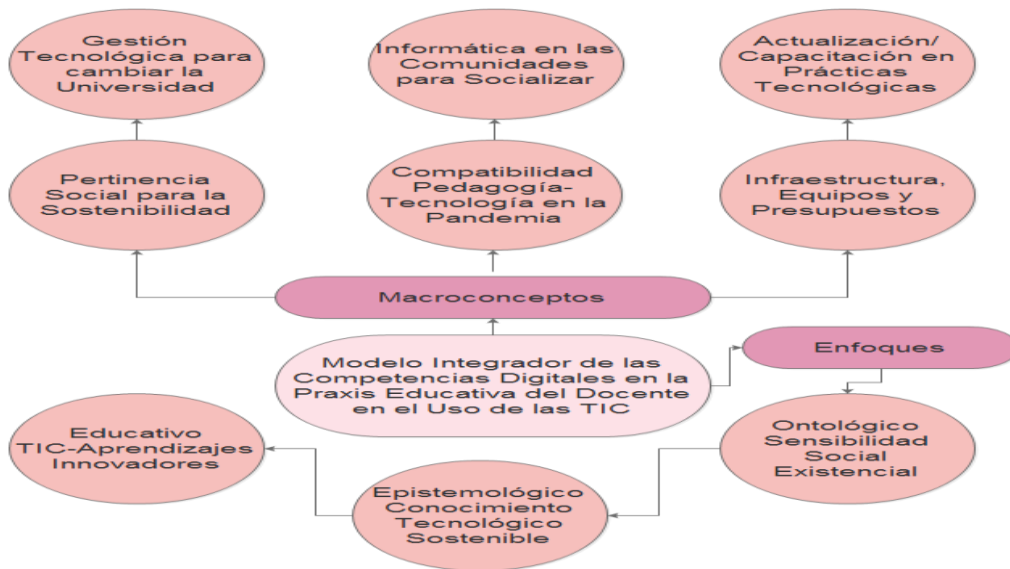 Gestión
Tecnológica para
cambiar la
Universidad
Informática en las
Comunidades
para Socializar
Actualización/
Capacitación en
Prácticas
Tecnológicas
Pertinencia
Social para la
Sostenibilidad
Compatibilidad
Pedagogía-
Tecnología en la
Pandemia
Infraestructura,
Equipos y
Presupuestos
Macroconceptos
Modelo Integrador de las
Competencias Digitales en la
Praxis Educativa del Docente
en el Uso de las TIC
Enfoques
Ontológico
Sensibilidad
Social
Existencial
Epistemológico
Conocimiento
Tecnológico
Sostenible
Educativo
TIC-Aprendizajes
Innovadores